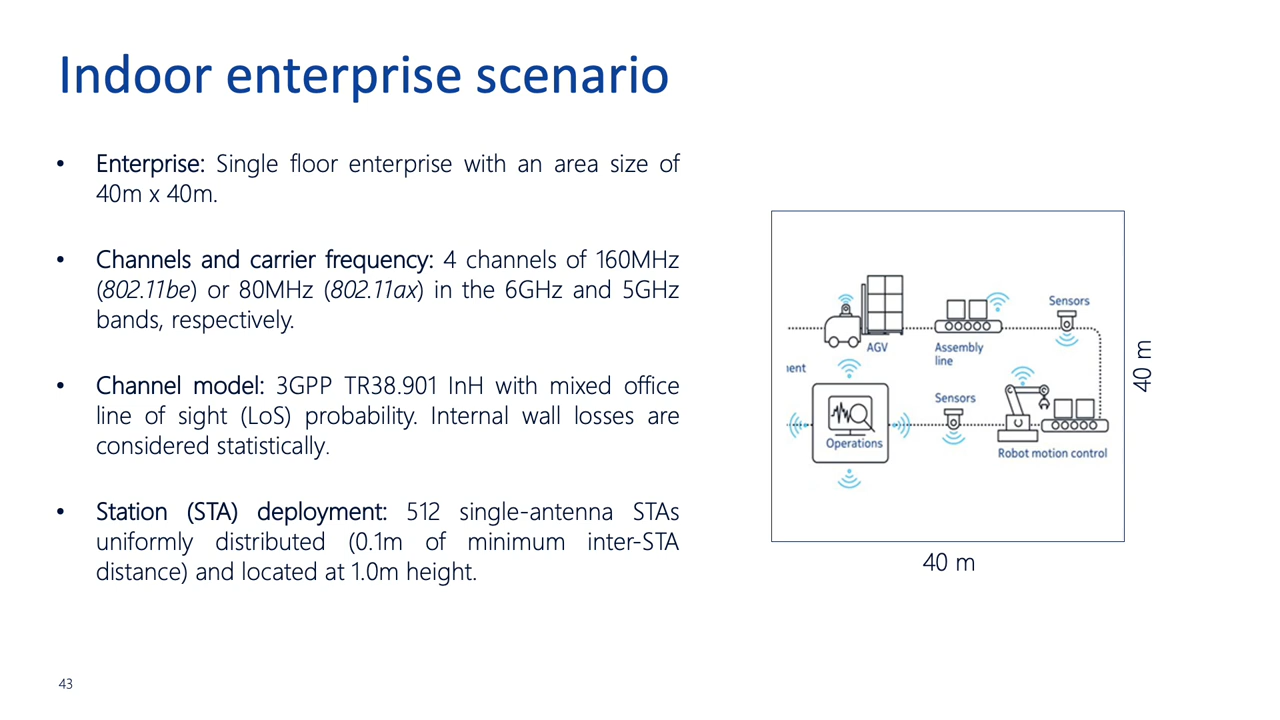 Indoor enterprise scenario
• Enterprise: Single floor enterprise with an area size of
40m x 40m.
• Channels and carrier frequency: 4 channels of 160MHz
(802.11be) or 80MHz (802.11ax) in the 6GHz and 5GHz
bands, respectively.
• Channel model: 3GPP TR38.901 InH with mixed office
line of sight (LoS) probability. Internal wall losses are
considered statistically.
• Station (STA) deployment: 512 single-antenna STAs
uniformly distributed (0.1m of minimum inter-STA
distance) and located at 1.0m height.
Sensors
AGV
Assembly
line
Sensors
Operations
Robot motion control
40 m
40 m
43